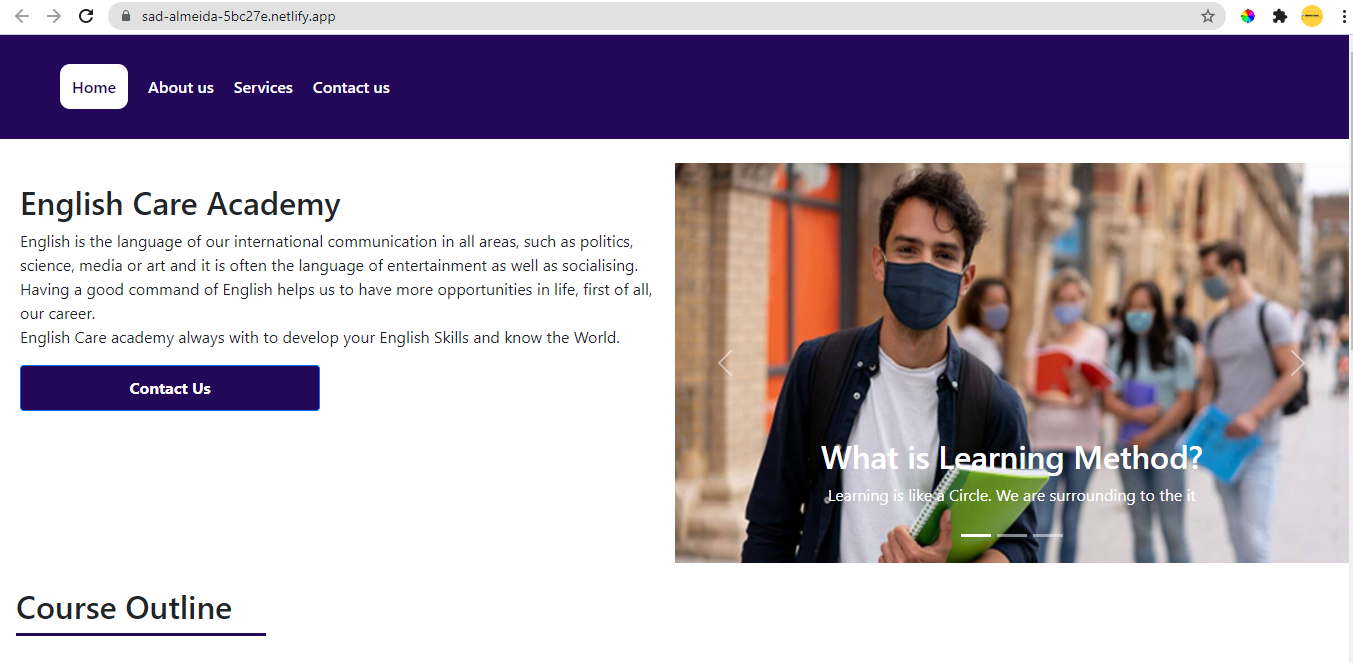 sad-almeida-5bc27e.netlify.app
Home About us Services Contact us
English Care Academy
English is the language of our international communication in all areas, such as politics,
science, media or art and it is often the language of entertainment as well as socialising.
Having a good command of English helps us to have more opportunities in life, first of all,
our career.
English Care academy always with to develop your English Skills and know the World.
Contact Us
What is Learning Method?
Learning is like a Circle. We are surrounding to the it
Course Outline